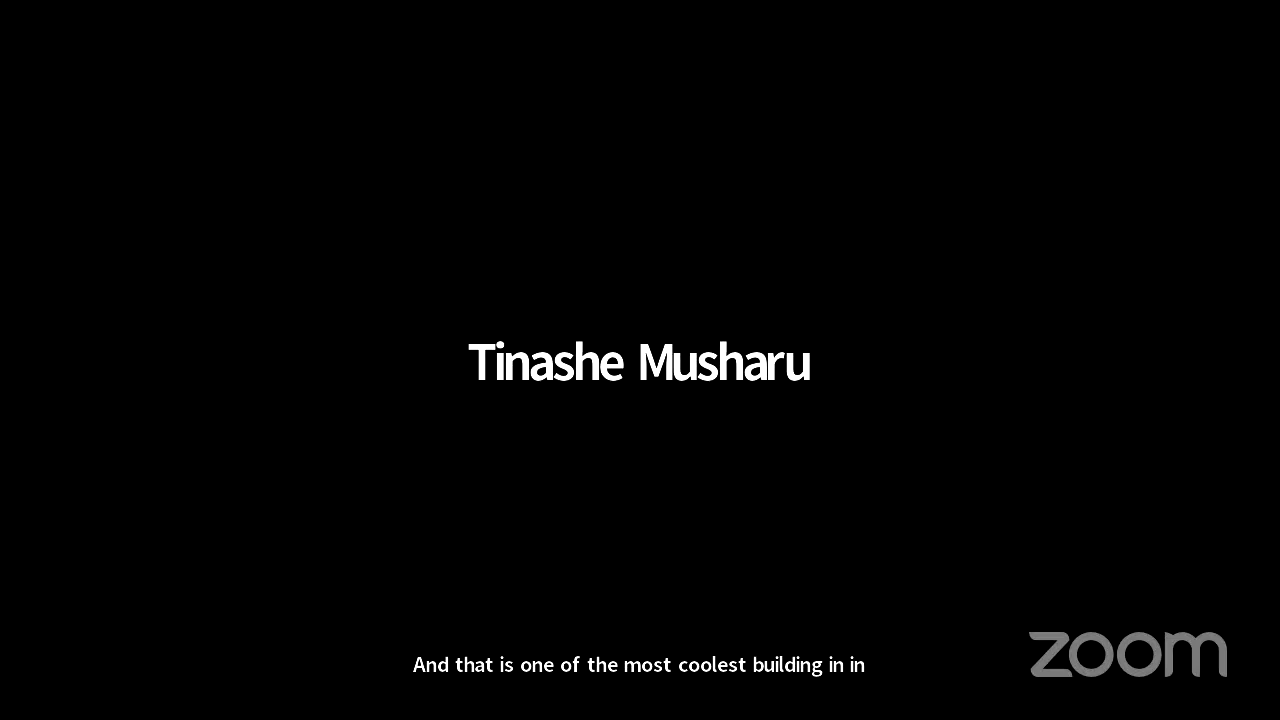 Tinashe Musharu
And that is one of the most coolest building in in
zoom